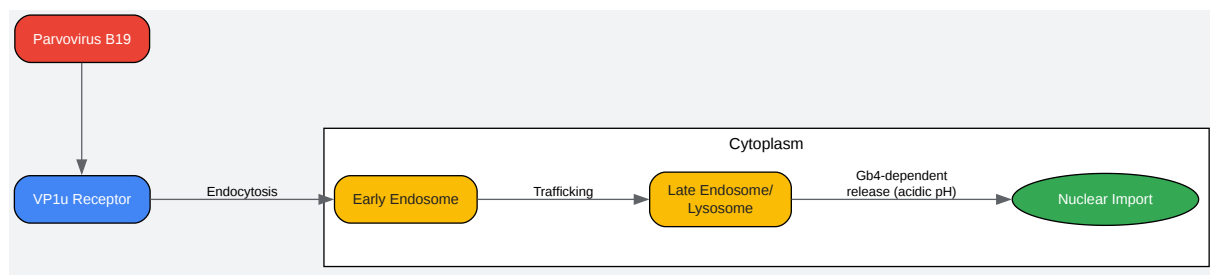 Parvovirus B19
Cytoplasm
VP1u Receptor
Endocytosis
Early Endosome
Trafficking
Late Endosome/
Lysosome
Gb4-dependent
release (acidic pH)
Nuclear Import